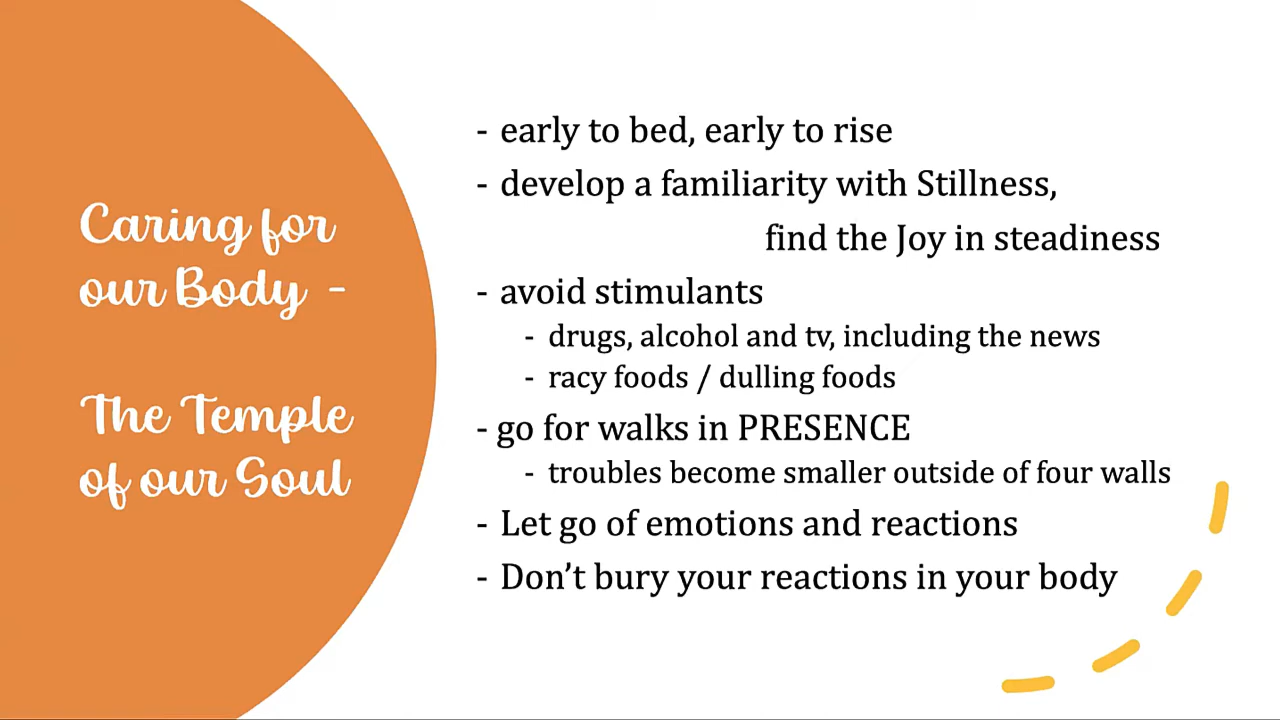 Caring for
our Body -
The Temple
of our Soul
- early to bed, early to rise
- develop a familiarity with Stillness,
find the Joy in steadiness
- avoid stimulants
- drugs, alcohol and tv, including the news
- racy foods / dulling foods
- go for walks in PRESENCE
- troubles become smaller outside of four walls
- Let go of emotions and reactions
- Don’t bury your reactions in your body